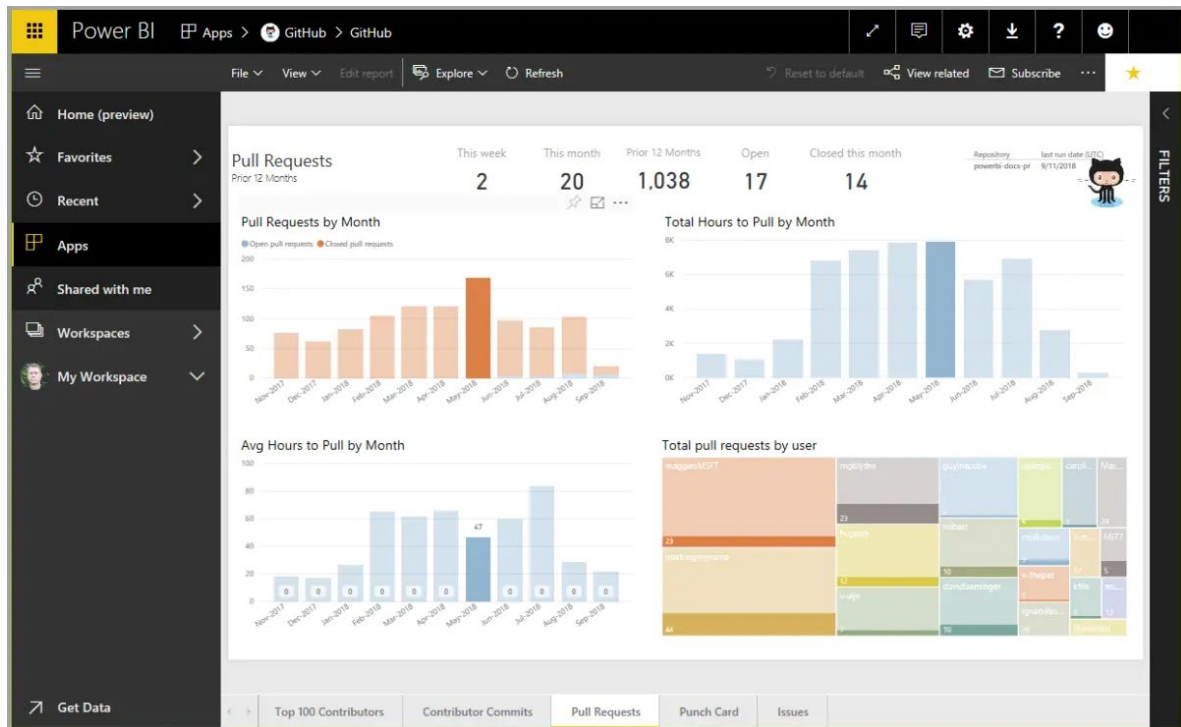 Power BI
Apps > GitHub > GitHub
File View Edit report Explore Refresh
Reset to default View related Subscribe
Home (preview)
Favorites
Recent
Apps
Shared with me
Workspaces
My Workspace
Get Data
FILTERS
Pull Requests
Prior 12 Months
This week
2
This month
20
Prior 12 Months
1,038
Open
17
Closed this month
14
Repository last run date (UTC)
powerbi-docs-pr 9/11/2018
Pull Requests by Month
Open pull requests Closed pull requests
200
150
100
50
0
Nov-2017 Dec-2017 Jan-2018 Feb-2018 Mar-2018 Apr-2018 May-2018 Jun-2018 Jul-2018 Aug-2018 Sep-2018
Total Hours to Pull by Month
8K
6K
4K
2K
0K
Nov-2017 Dec-2017 Jan-2018 Feb-2018 Mar-2018 Apr-2018 May-2018 Jun-2018 Jul-2018 Aug-2018 Sep-2018
Avg Hours to Pull by Month
100
80
60
40
20
0
47
0 0 0 0 0 0 0 0 0 0
Nov-2017 Dec-2017 Jan-2018 Feb-2018 Mar-2018 Apr-2018 May-2018 Jun-2018 Jul-2018 Aug-2018 Sep-2018
Total pull requests by user
maggiesMSFT
23
44
mgblythe
23
12
10
davidiseminger
10
Top 100 Contributors Contributor Commits Pull Requests Punch Card Issues